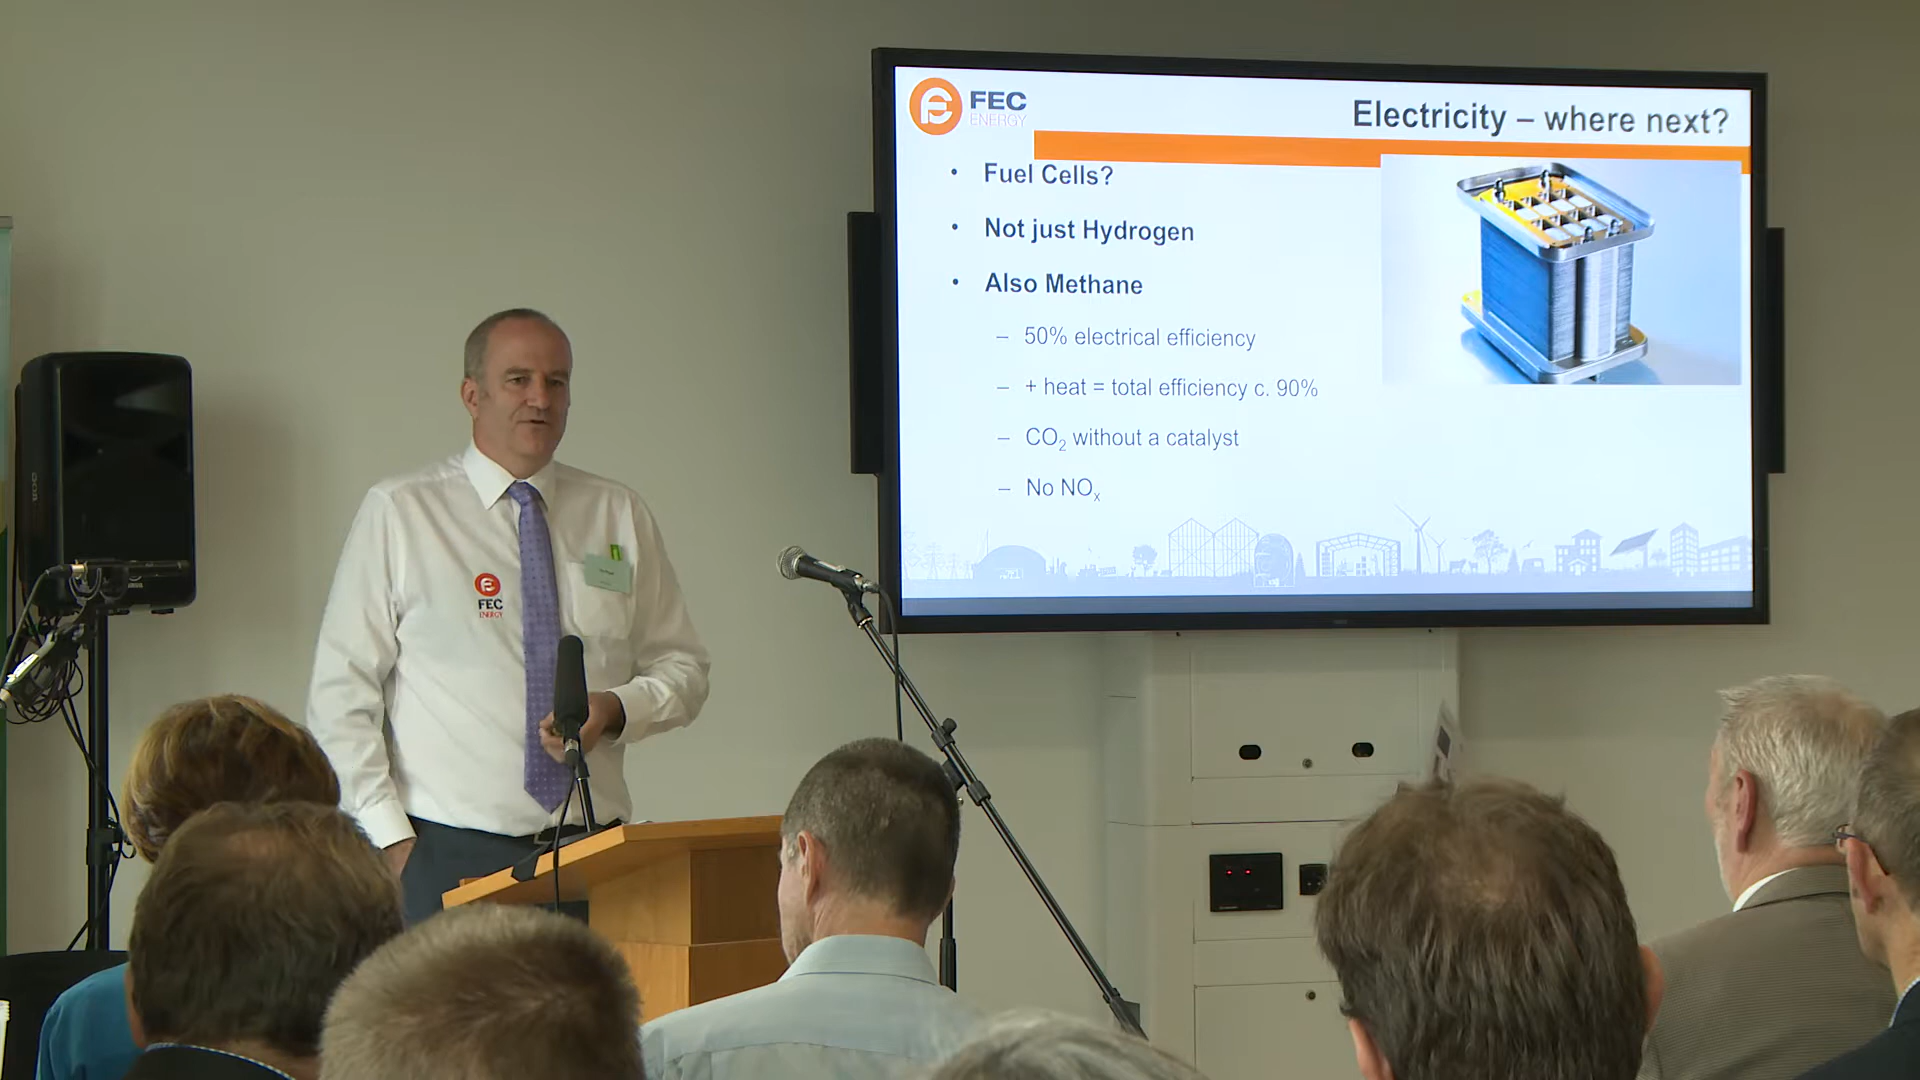 FEC
ENERGY
Electricity – where next?
• Fuel Cells?
• Not just Hydrogen
• Also Methane
– 50% electrical efficiency
– + heat = total efficiency c. 90%
– CO₂ without a catalyst
– No NOₓ
FEC
ENERGY